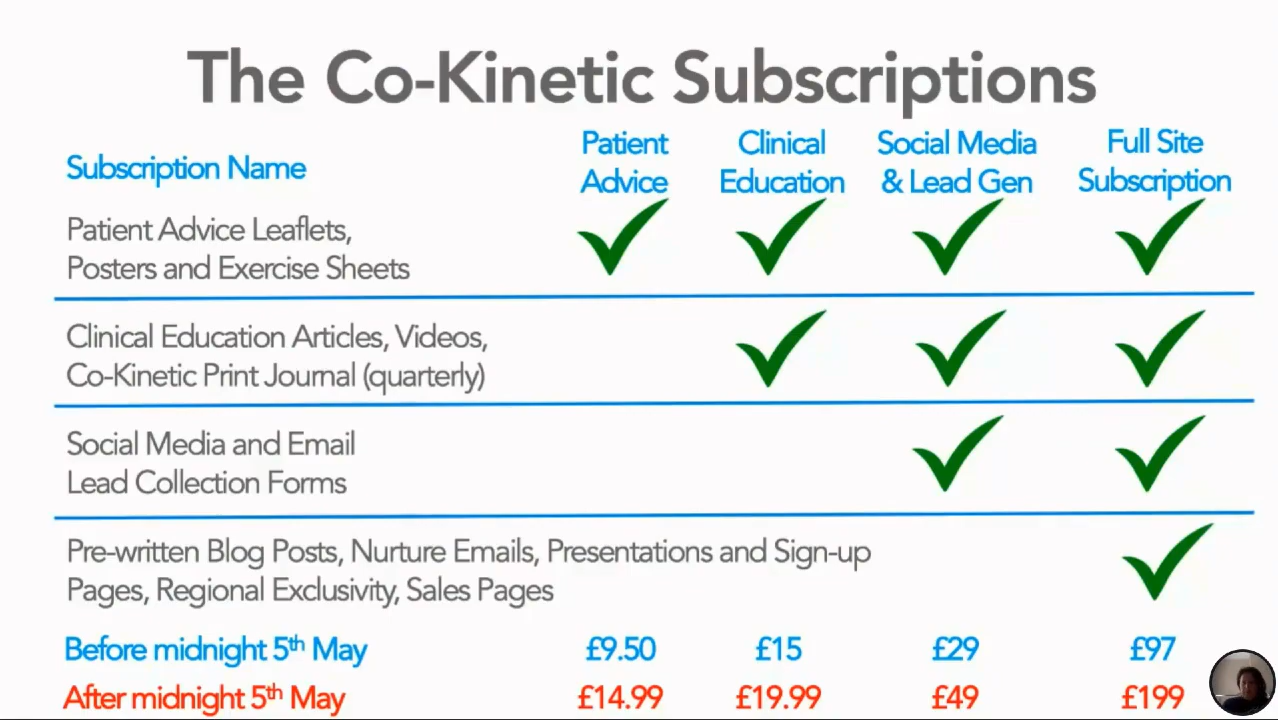 The Co-Kinetic Subscriptions
Subscription Name
Patient
Advice
Clinical
Education
Social Media
& Lead Gen
Full Site
Subscription
Patient Advice Leaflets,
Posters and Exercise Sheets
Clinical Education Articles, Videos,
Co-Kinetic Print Journal (quarterly)
Social Media and Email
Lead Collection Forms
Pre-written Blog Posts, Nurture Emails, Presentations and Sign-up
Pages, Regional Exclusivity, Sales Pages
Before midnight 5th May £9.50 £15 £29 £97
After midnight 5th May £14.99 £19.99 £49 £199